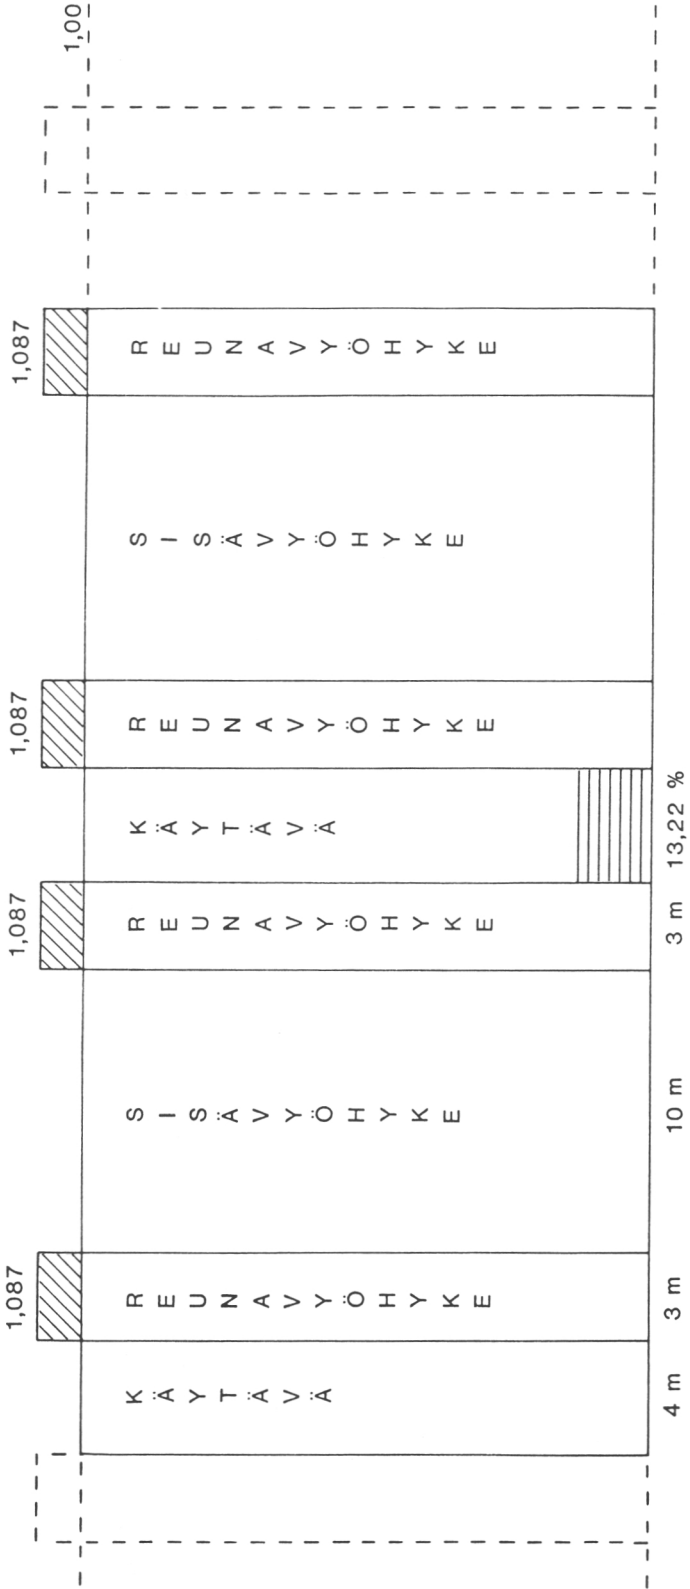 1,087
1,087
1,087
1,087
1,00
KÄYTÄVÄ
REUNAVYÖHYKE
SISÄVYÖHYKE
REUNAVYÖHYKE
KÄYTÄVÄ
REUNAVYÖHYKE
SISÄVYÖHYKE
REUNAVYÖHYKE
4 m
3 m
10 m
3 m
13,22 %